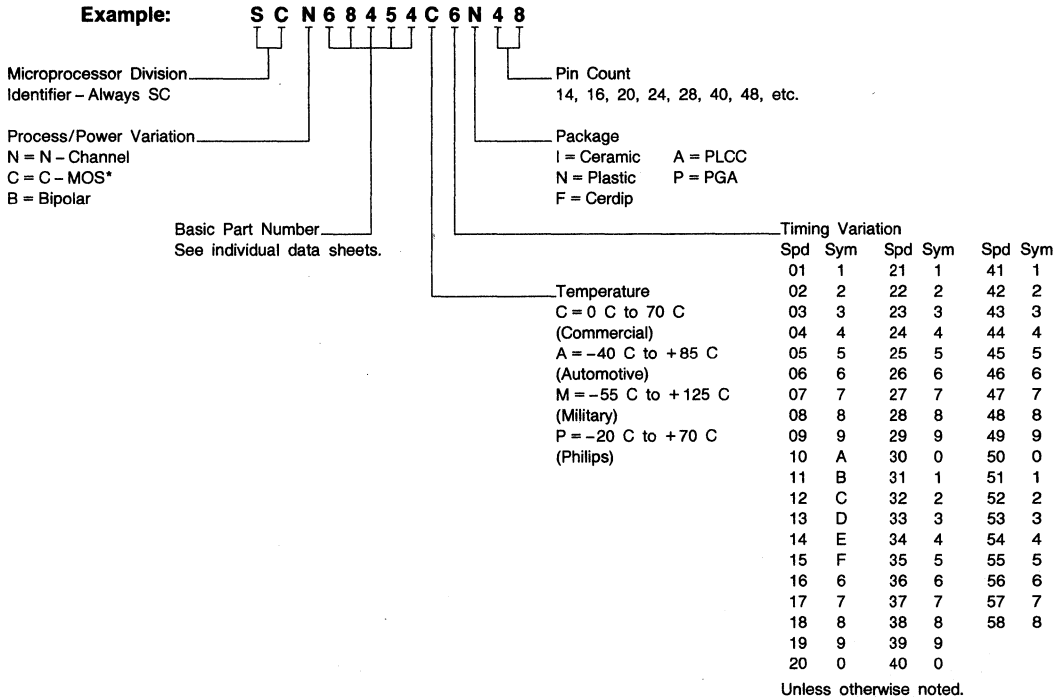 Example: S C N 6 8 4 5 4 C 6 N 4 8
Microprocessor Division
Identifier – Always SC
Process/Power Variation
N = N – Channel
C = C – MOS*
B = Bipolar
Basic Part Number
See individual data sheets.
Pin Count
14, 16, 20, 24, 28, 40, 48, etc.
Package
I = Ceramic A = PLCC
N = Plastic P = PGA
F = Cerdip
Temperature
C = 0 C to 70 C
(Commercial)
A = –40 C to +85 C
(Automotive)
M = –55 C to +125 C
(Military)
P = –20 C to +70 C
(Philips)
Timing Variation
Spd Sym Spd Sym Spd Sym
01 1 21 1 41 1
02 2 22 2 42 2
03 3 23 3 43 3
04 4 24 4 44 4
05 5 25 5 45 5
06 6 26 6 46 6
07 7 27 7 47 7
08 8 28 8 48 8
09 9 29 9 49 9
10 A 30 0 50 0
11 B 31 1 51 1
12 C 32 2 52 2
13 D 33 3 53 3
14 E 34 4 54 4
15 F 35 5 55 5
16 6 36 6 56 6
17 7 37 7 57 7
18 8 38 8 58 8
19 9 39 9
20 0 40 0
Unless otherwise noted.